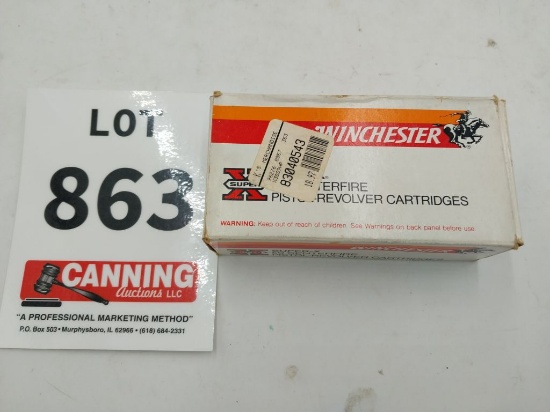 LOT
863
CANNING
Auctions LLC
"A PROFESSIONAL MARKETING METHOD"
P.O. Box 503 • Murphysboro, IL 62966 • (618) 684-2331
WINCHESTER
SUPER X
83040543
PISTOL/REVOLVER CARTRIDGES
WARNING: Keep out of reach of children. See Warnings on back panel before use.